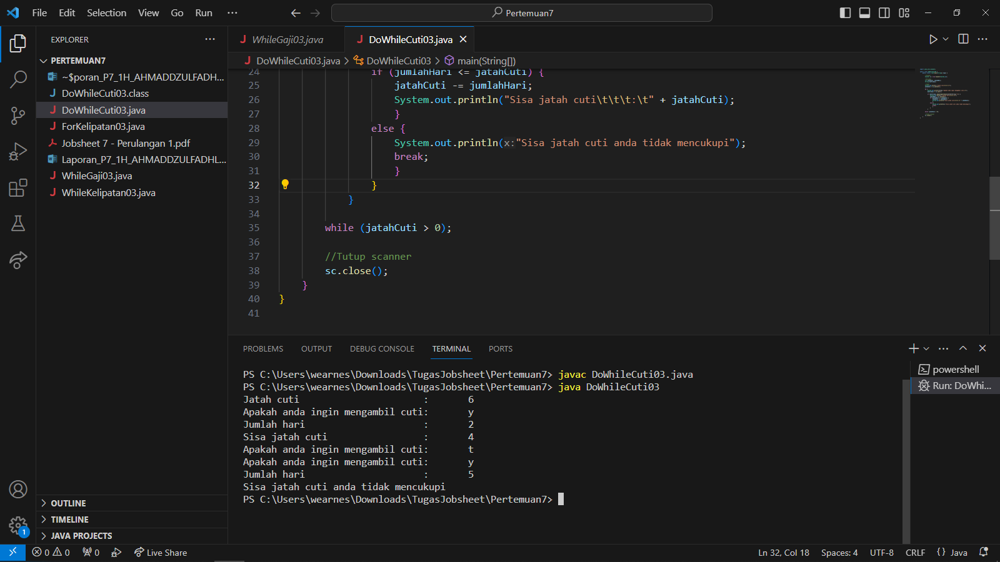 File Edit Selection View Go Run ···
Pertemuan7
EXPLORER
PERTEMUAN7
~$poran_P7_1H_AHMADDZULFADH...
DoWhileCuti03.class
DoWhileCuti03.java
ForKelipatan03.java
Jobsheet 7 - Perulangan 1.pdf
Laporan_P7_1H_AHMADDZULFADHL...
WhileGaji03.java
WhileKelipatan03.java
OUTLINE
TIMELINE
JAVA PROJECTS
WhileGaji03.java DoWhileCuti03.java
DoWhileCuti03.java > DoWhileCuti03 > main(String[])
24 if (jumlahHari <= jatahCuti) {
25 jatahCuti -= jumlahHari;
26 System.out.println("Sisa jatah cuti\t\t\t:\t" + jatahCuti);
27 }
28 else {
29 System.out.println(x:"Sisa jatah cuti anda tidak mencukupi");
30 break;
31 }
32 }
33 }
34
35 while (jatahCuti > 0);
36
37 //Tutup scanner
38 sc.close();
39 }
40 }
41
PROBLEMS OUTPUT DEBUG CONSOLE TERMINAL PORTS
PS C:\Users\wearnes\Downloads\TugasJobsheet\Pertemuan7> javac DoWhileCuti03.java
PS C:\Users\wearnes\Downloads\TugasJobsheet\Pertemuan7> java DoWhileCuti03
Jatah cuti : 6
Apakah anda ingin mengambil cuti: y
Jumlah hari : 2
Sisa jatah cuti : 4
Apakah anda ingin mengambil cuti: t
Apakah anda ingin mengambil cuti: y
Jumlah hari : 5
Sisa jatah cuti anda tidak mencukupi
PS C:\Users\wearnes\Downloads\TugasJobsheet\Pertemuan7>
powershell
Run: DoWhi...
1
0 0 0 Live Share Ln 32, Col 18 Spaces: 4 UTF-8 CRLF {} Java